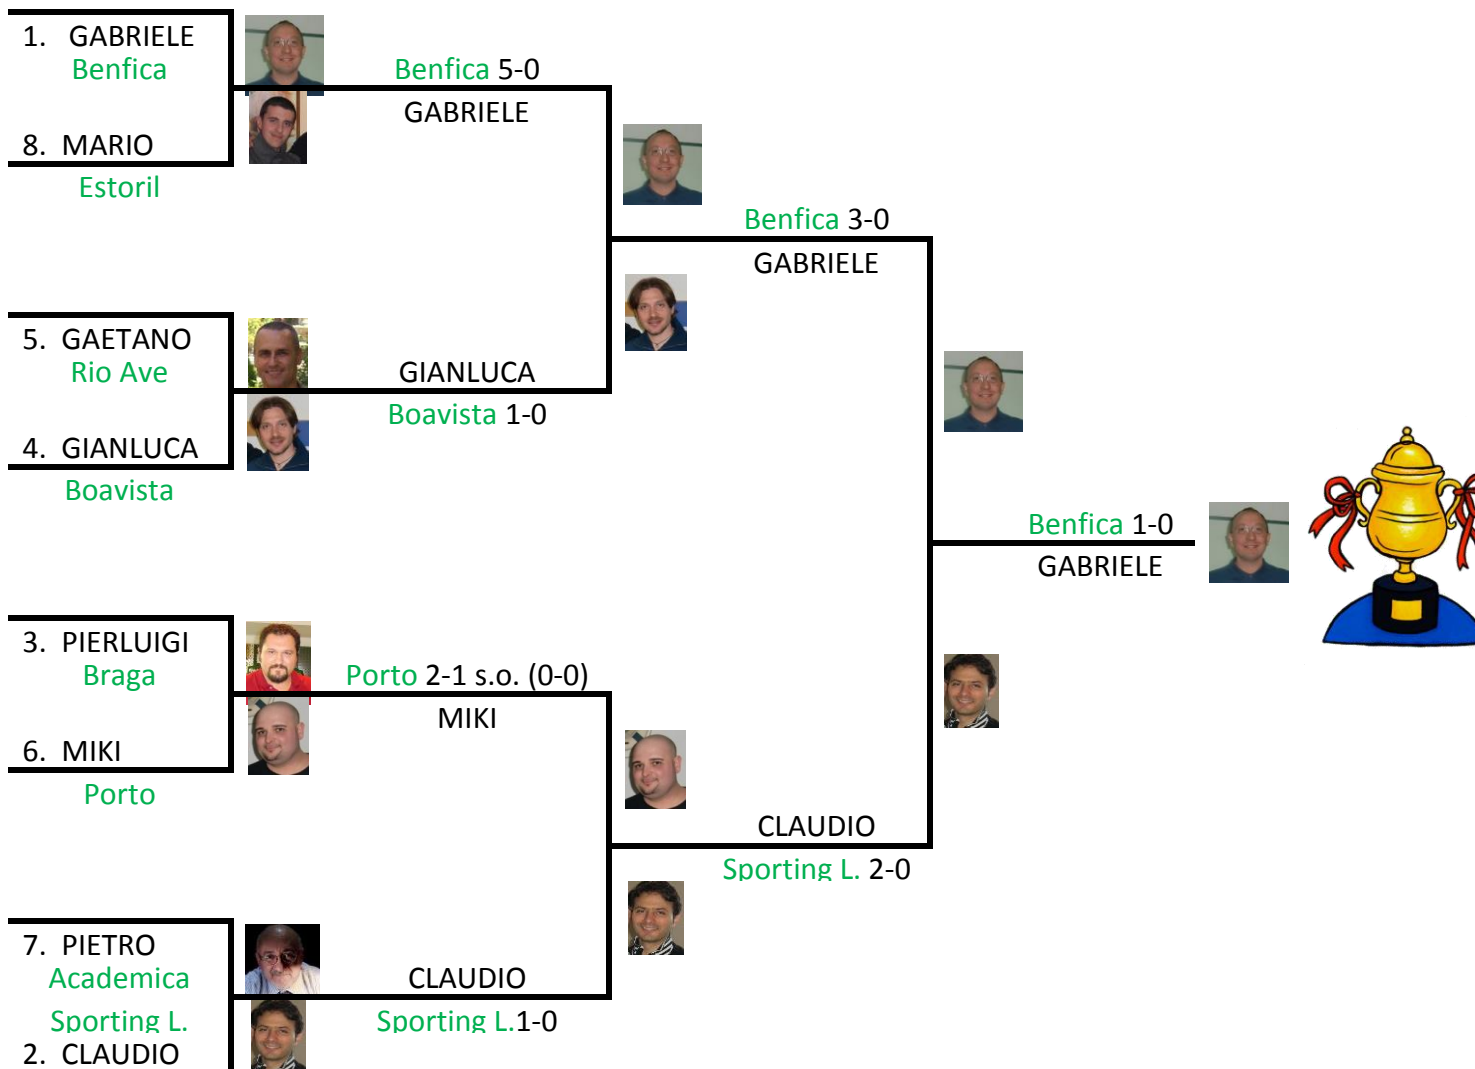 1. GABRIELE
Benfica
8. MARIO
Estoril
5. GAETANO
Rio Ave
4. GIANLUCA
Boavista
3. PIERLUIGI
Braga
6. MIKI
Porto
7. PIETRO
Academica
Sporting L.
2. CLAUDIO
Benfica 5-0
GABRIELE
GIANLUCA
Boavista 1-0
Porto 2-1 s.o. (0-0)
MIKI
CLAUDIO
Sporting L.1-0
Benfica 3-0
GABRIELE
CLAUDIO
Sporting L. 2-0
Benfica 1-0
GABRIELE